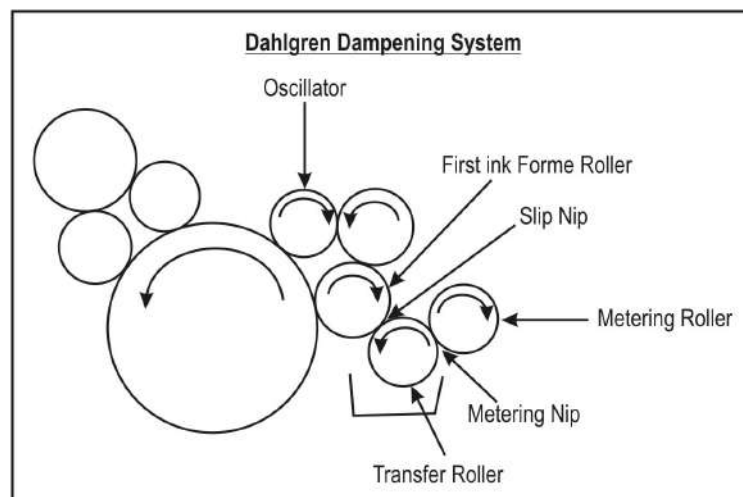 Dahlgren Dampening System
Oscillator
First ink Forme Roller
Slip Nip
Metering Roller
Metering Nip
Transfer Roller